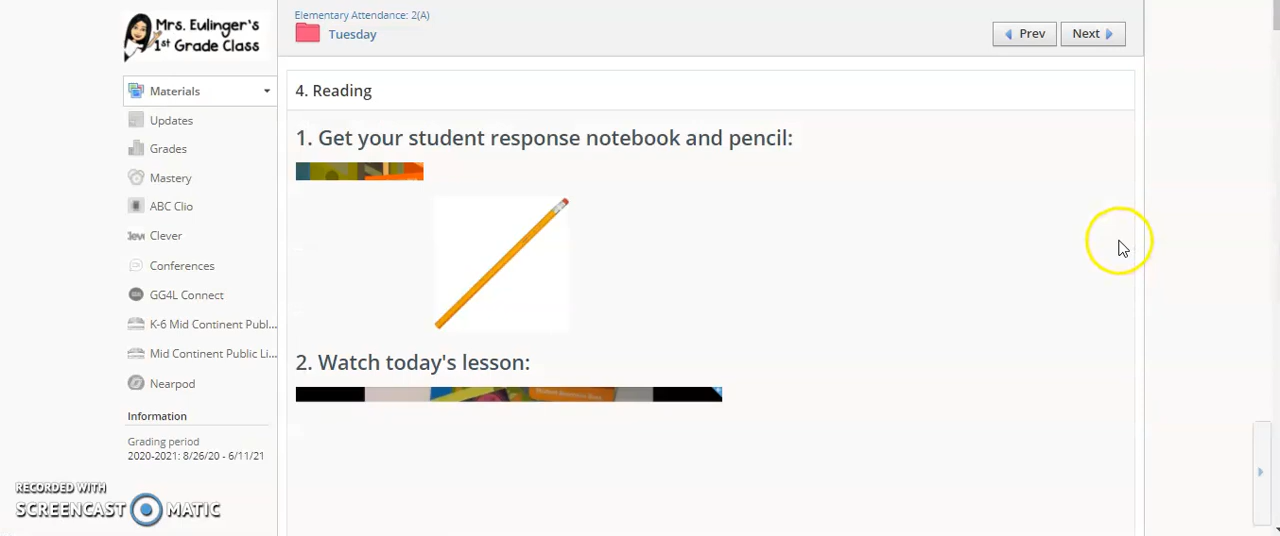 Mrs. Eulinger's
1st Grade Class
Elementary Attendance: 2(A)
Tuesday
Prev
Next
Materials
Updates
Grades
Mastery
ABC Clio
Clever
Conferences
GG4L Connect
K-6 Mid Continent Publ...
Mid Continent Public Li...
Nearpod
Information
Grading period
2020-2021: 8/26/20 - 6/11/21
4. Reading
1. Get your student response notebook and pencil:
2. Watch today's lesson:
RECORDED WITH
SCREENCAST MATIC